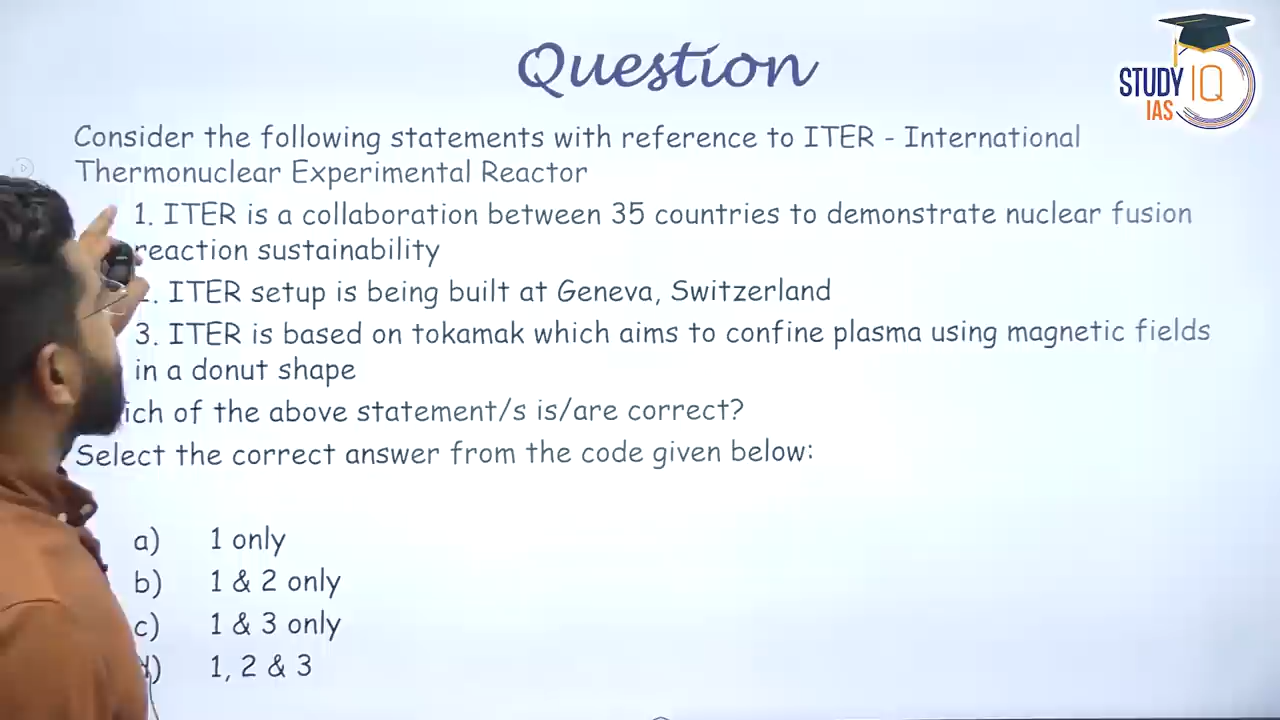 Question
STUDY IQ
IAS
Consider the following statements with reference to ITER - International
Thermonuclear Experimental Reactor
1. ITER is a collaboration between 35 countries to demonstrate nuclear fusion
reaction sustainability
. ITER setup is being built at Geneva, Switzerland
3. ITER is based on tokamak which aims to confine plasma using magnetic fields
in a donut shape
ich of the above statement/s is/are correct?
Select the correct answer from the code given below:
a) 1 only
b) 1 & 2 only
c) 1 & 3 only
) 1, 2 & 3